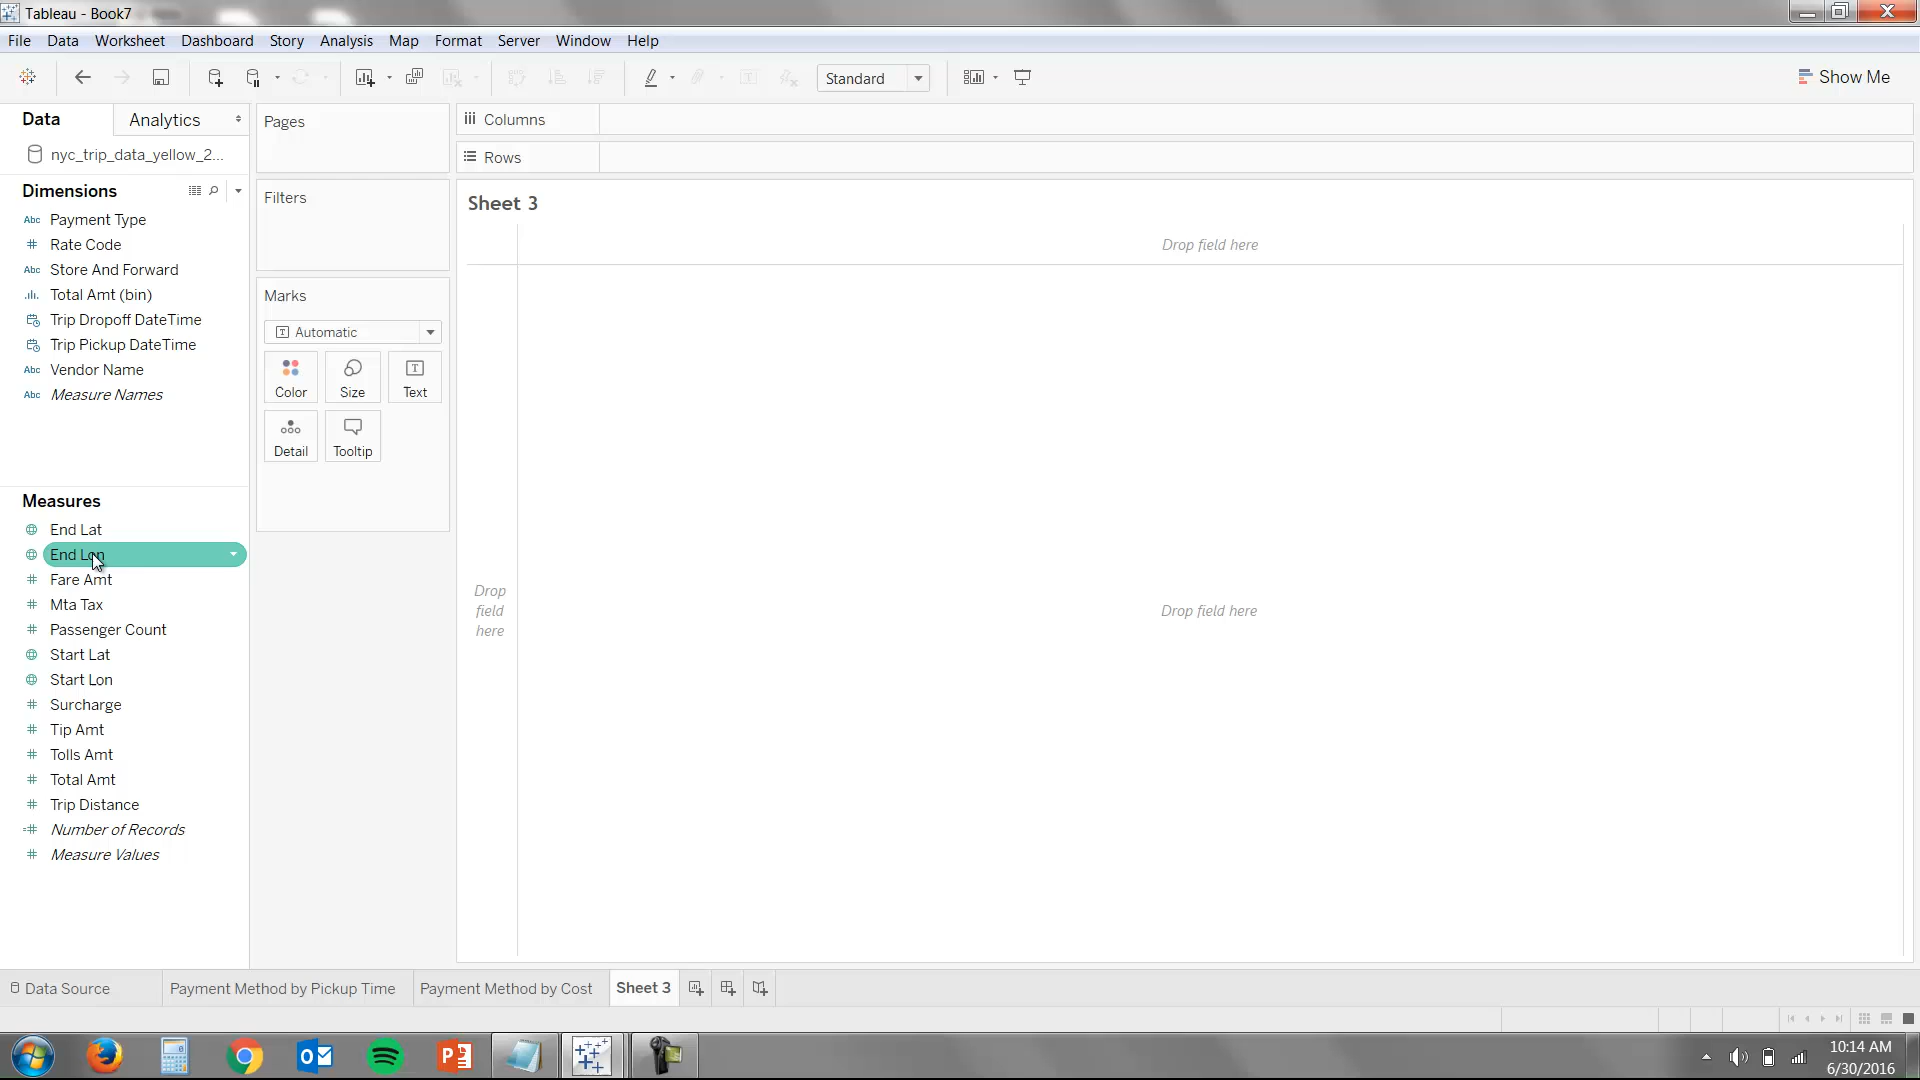 Tableau - Book7
File Data Worksheet Dashboard Story Analysis Map Format Server Window Help
Standard
Show Me
Data Analytics
nyc_trip_data_yellow_2...
Dimensions
Abc Payment Type
# Rate Code
Abc Store And Forward
Total Amt (bin)
Trip Dropoff DateTime
Trip Pickup DateTime
Abc Vendor Name
Abc Measure Names
Measures
End Lat
End Lon
# Fare Amt
# Mta Tax
# Passenger Count
Start Lat
Start Lon
# Surcharge
# Tip Amt
# Tolls Amt
# Total Amt
# Trip Distance
=# Number of Records
# Measure Values
Pages
Filters
Marks
T Automatic
Color Size Text
Detail Tooltip
Columns
Rows
Sheet 3
Drop field here
Drop
field
here
Drop field here
Data Source Payment Method by Pickup Time Payment Method by Cost Sheet 3
10:14 AM
6/30/2016